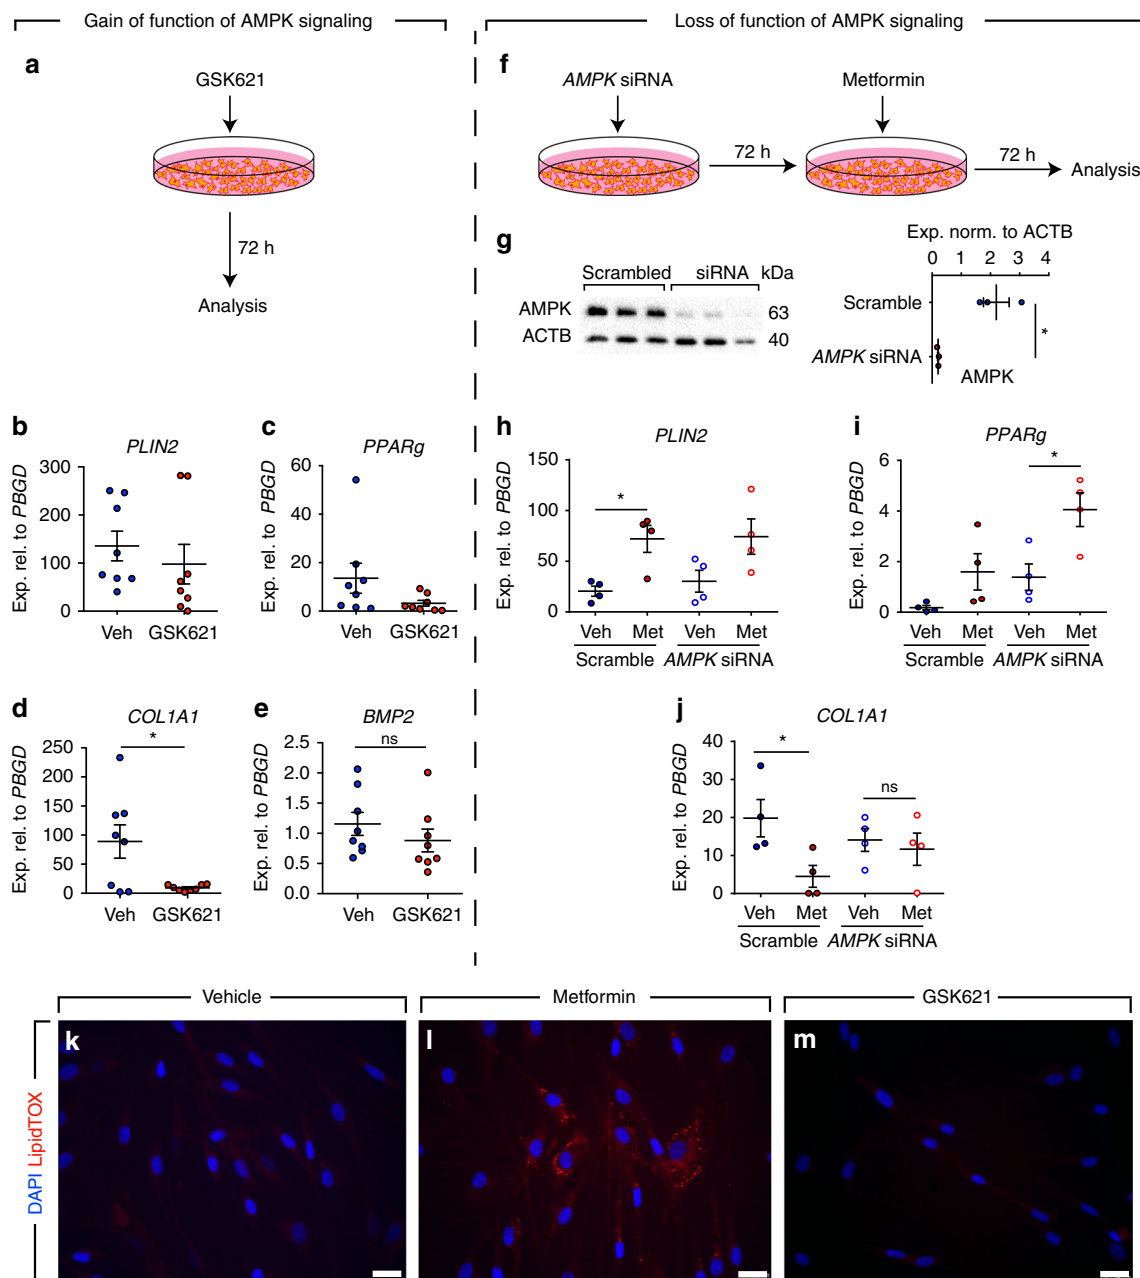 Gain of function of AMPK signaling
Loss of function of AMPK signaling
a
GSK621
72 h
Analysis
f
AMPK siRNA
Metformin
72 h
72 h
Analysis
g
Scrambled siRNA kDa
AMPK 63
ACTB 40
Exp. norm. to ACTB
0 1 2 3 4
Scramble
*
AMPK siRNA
AMPK
b
PLIN2
Exp. rel. to PBGD
300
200
100
0
Veh GSK621
c
PPARg
Exp. rel. to PBGD
60
40
20
0
Veh GSK621
h
PLIN2
Exp. rel. to PBGD
150
100
50
0
*
Veh Met Veh Met
Scramble AMPK siRNA
i
PPARg
Exp. rel. to PBGD
6
4
2
0
*
Veh Met Veh Met
Scramble AMPK siRNA
d
COL1A1
Exp. rel. to PBGD
250
200
150
100
50
0
*
Veh GSK621
e
BMP2
Exp. rel. to PBGD
2.5
2.0
1.5
1.0
0.5
0.0
ns
Veh GSK621
j
COL1A1
Exp. rel. to PBGD
40
30
20
10
0
*
ns
Veh Met Veh Met
Scramble AMPK siRNA
Vehicle
Metformin
GSK621
DAPI LipidTOX
k
l
m